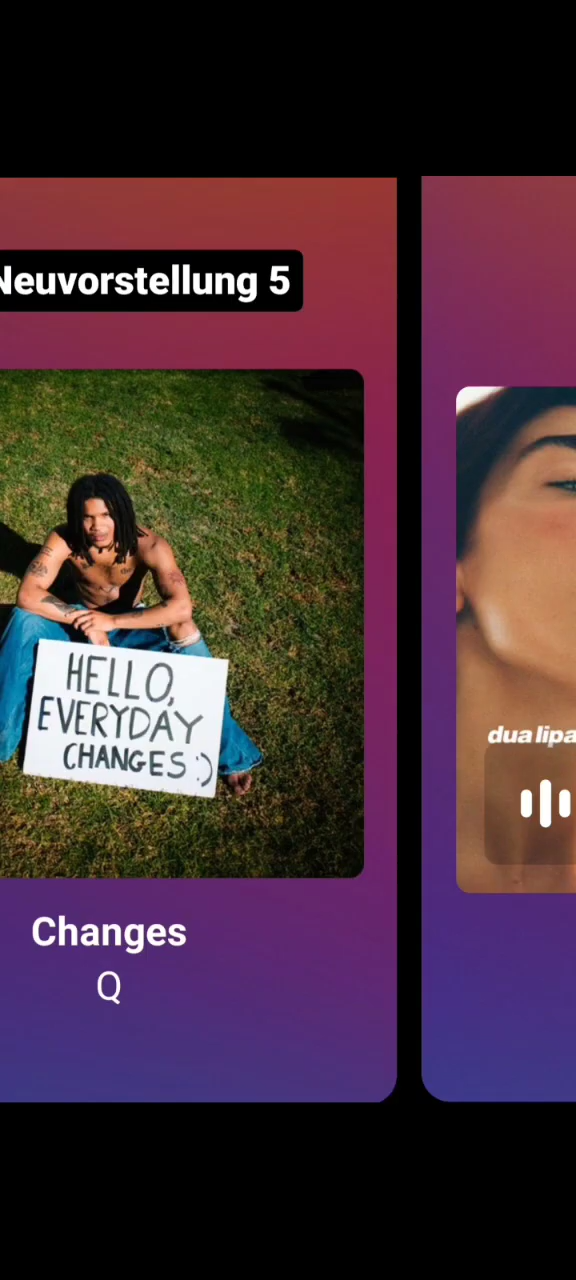 Neuvorstellung 5
HELLO,
EVERYDAY
CHANGES :)
Changes
Q
dua lipa